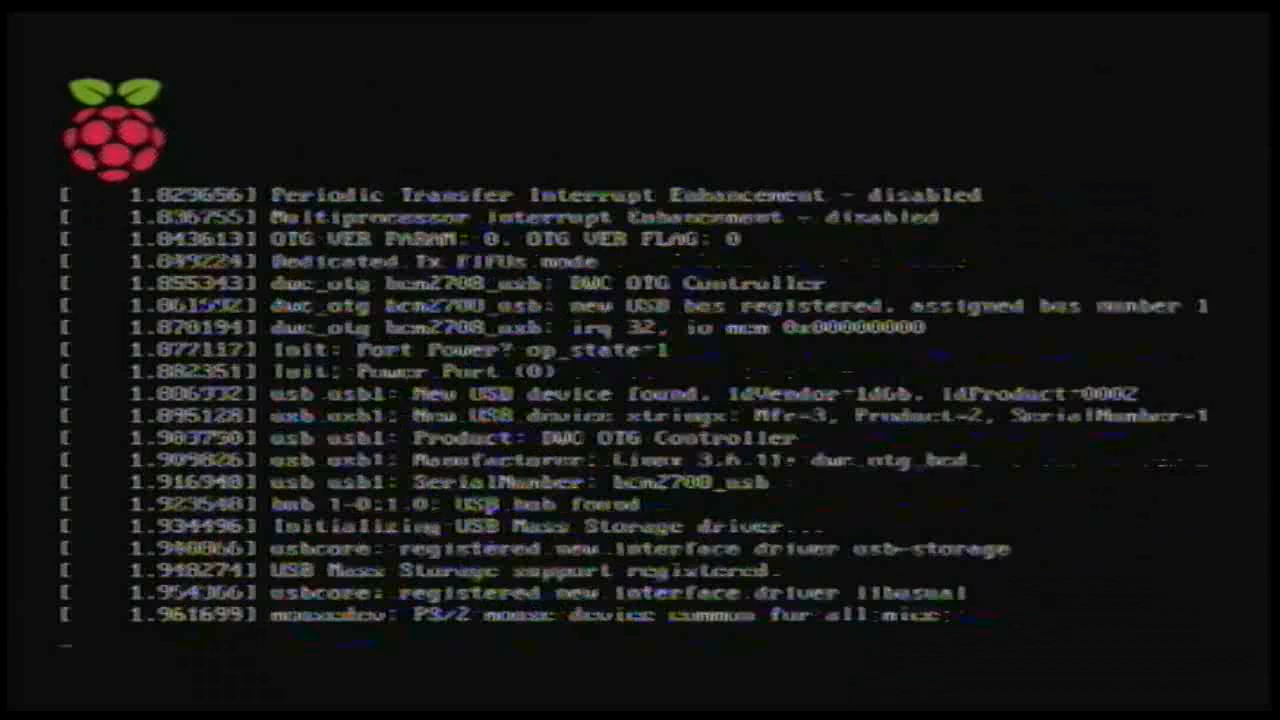 [ 1.829656] Periodic Transfer Interrupt Enhancement - disabled
[ 1.836755] Multiprocessor Interrupt Enhancement - disabled
[ 1.843613] OTG VER PARAM: 0, OTG VER FLAG: 0
[ 1.849224] Dedicated Tx FIFOs mode
[ 1.855343] dwc_otg bcm2708_usb: DWC OTG Controller
[ 1.861592] dwc_otg bcm2708_usb: new USB bus registered, assigned bus number 1
[ 1.870194] dwc_otg bcm2708_usb: irq 32, io mem 0x00000000
[ 1.877117] Init: Port Power? op_state=1
[ 1.882351] Init: Power Port (0)
[ 1.886932] usb usb1: New USB device found, idVendor=1d6b, idProduct=0002
[ 1.895128] usb usb1: New USB device strings: Mfr=3, Product=2, SerialNumber=1
[ 1.903750] usb usb1: Product: DWC OTG Controller
[ 1.909826] usb usb1: Manufacturer: Linux 3.6.11+ dwc_otg_hcd
[ 1.916948] usb usb1: SerialNumber: bcm2708_usb
[ 1.923548] hub 1-0:1.0: USB hub found
[ 1.934496] Initializing USB Mass Storage driver...
[ 1.940866] usbcore: registered new interface driver usb-storage
[ 1.948274] USB Mass Storage support registered.
[ 1.954366] usbcore: registered new interface driver libusual
[ 1.961699] mousedev: PS/2 mouse device common for all mice